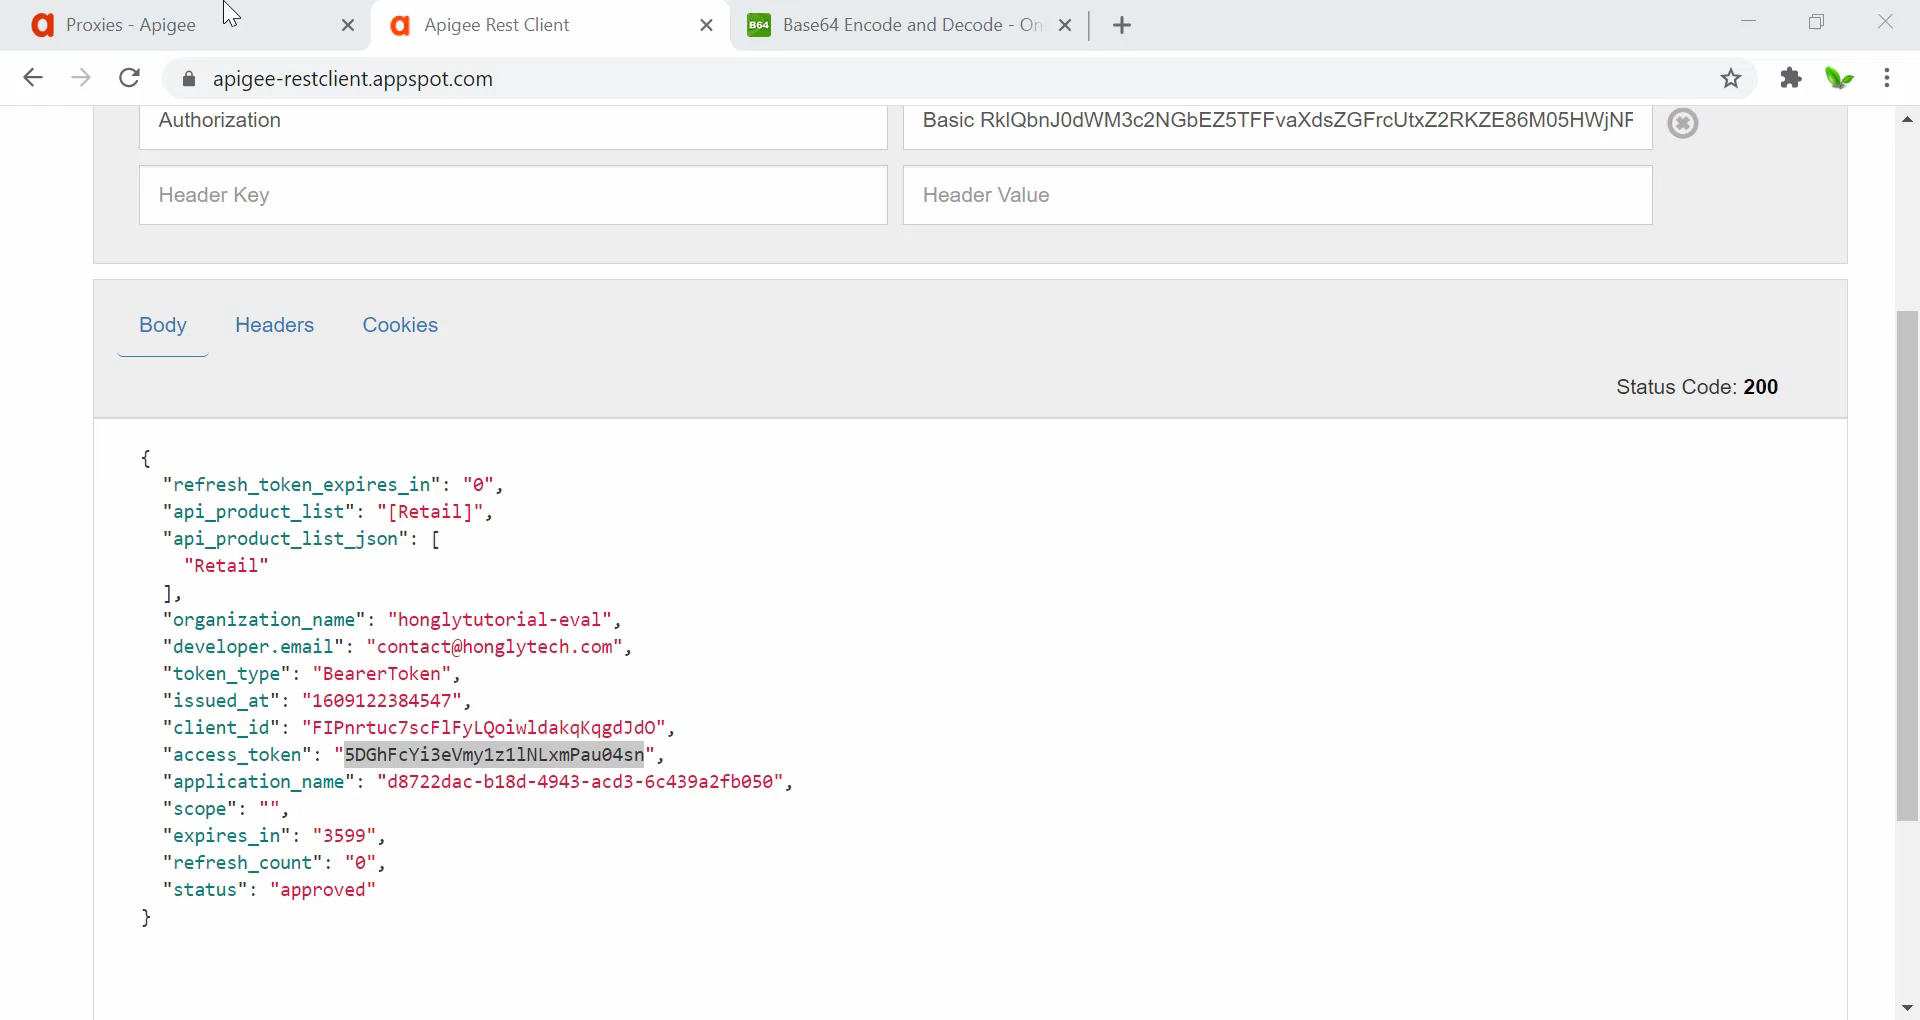 Proxies - Apigee
Apigee Rest Client
B64
Base64 Encode and Decode - On
apigee-restclient.appspot.com
Authorization
Basic RklQbnJ0dWM3c2NGbEZ5TFFvaXdsZGFrcUtxZ2RKZE86M05HWjNF
Header Key
Header Value
Body
Headers
Cookies
Status Code: 200
{
"refresh_token_expires_in": "0",
"api_product_list": "[Retail]",
"api_product_list_json": [
"Retail"
],
"organization_name": "honglytutorial-eval",
"developer.email": "contact@honglytech.com",
"token_type": "BearerToken",
"issued_at": "1609122384547",
"client_id": "FIPnrtuc7scFlFyLQoiwldakqKqgdJdO",
"access_token": "5DGhFcYi3eVmy1z1lNLxmPau04sn",
"application_name": "d8722dac-b18d-4943-acd3-6c439a2fb050",
"scope": "",
"expires_in": "3599",
"refresh_count": "0",
"status": "approved"
}